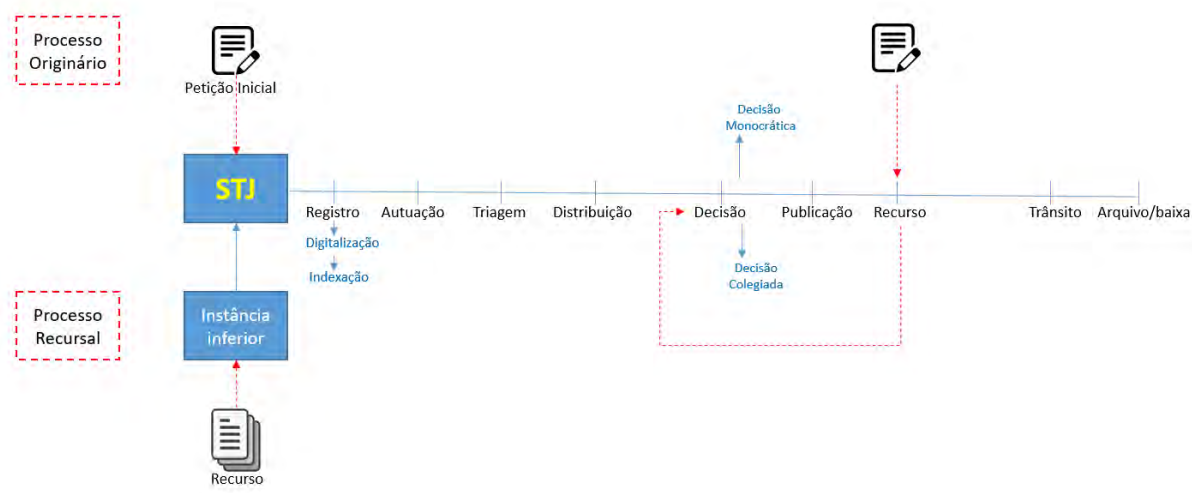 Processo
Originário
Petição Inicial
Decisão
Monocrática
STJ
Registro
Autuação
Triagem
Distribuição
Decisão
Publicação
Recurso
Trânsito
Arquivo/baixa
Digitalização
Indexação
Decisão
Colegiada
Processo
Recursal
Instância
inferior
Recurso